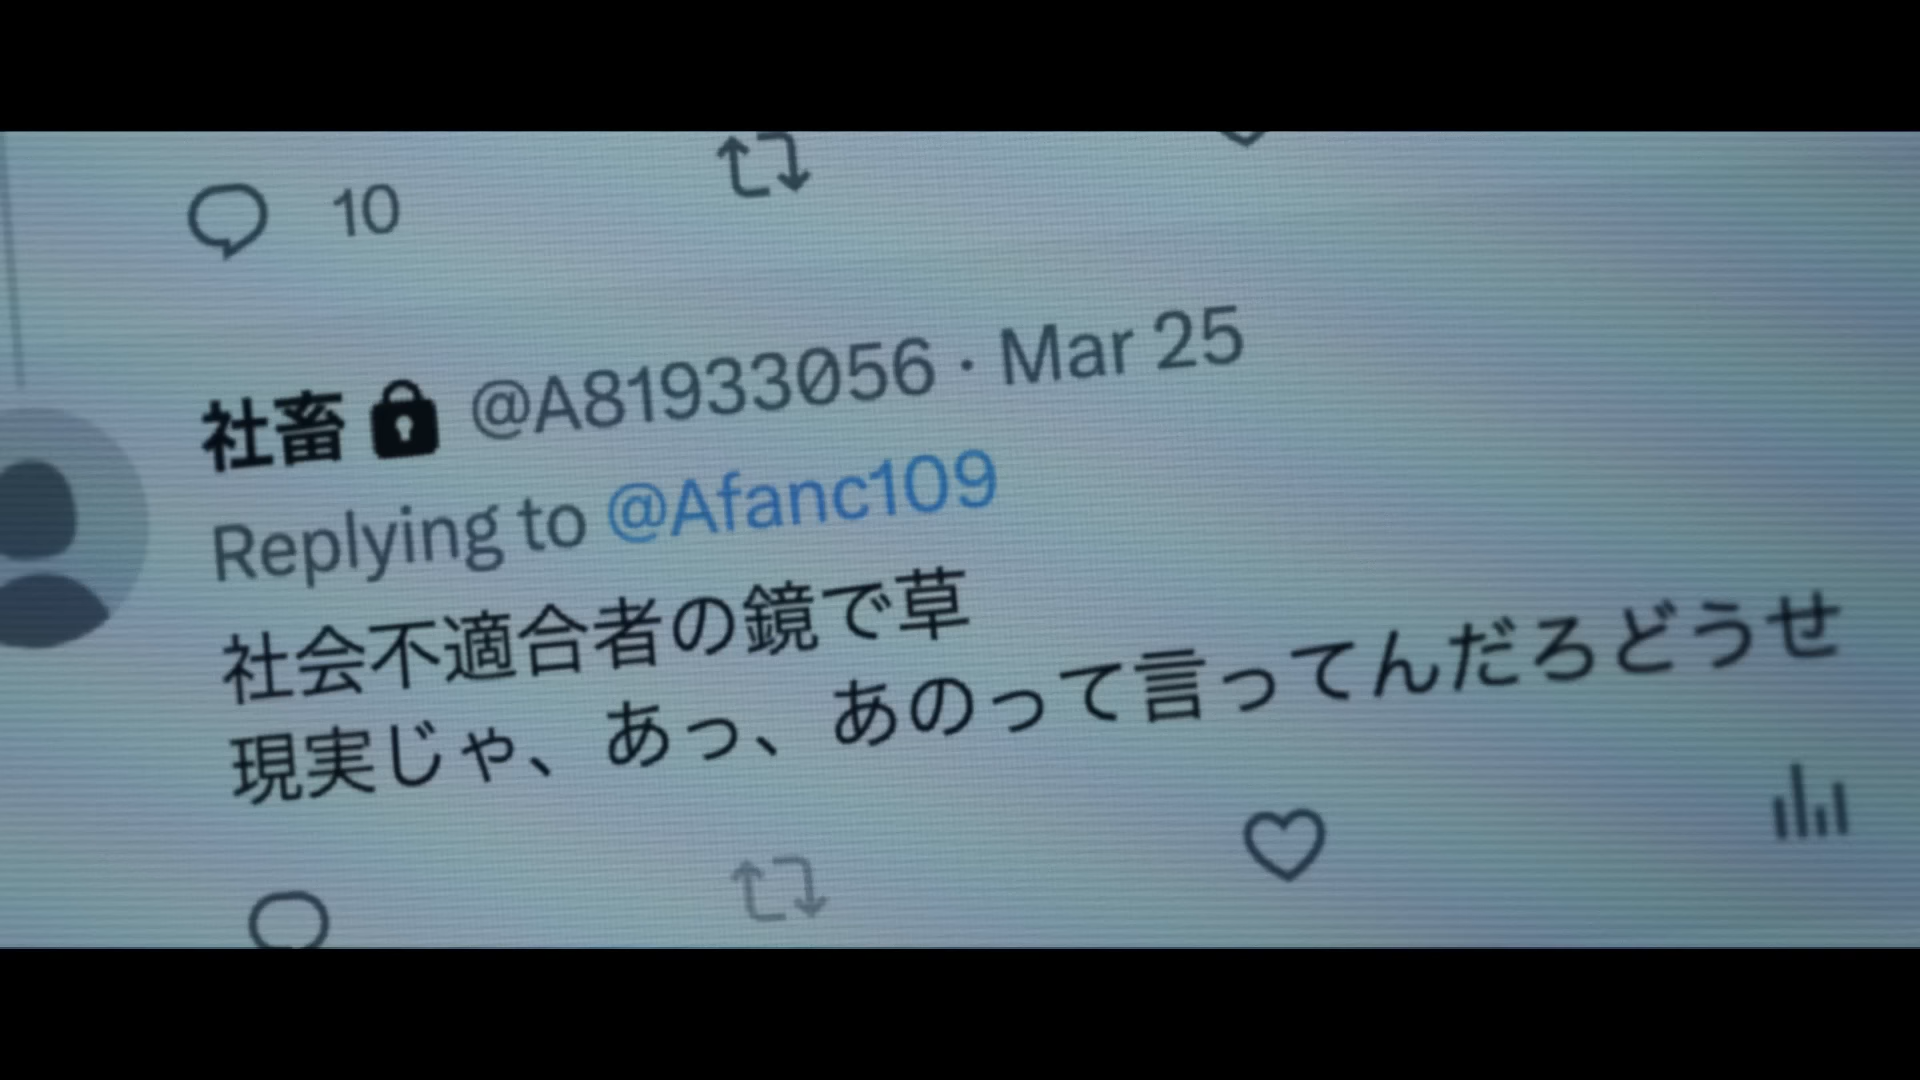 10
社畜 @A81933056 · Mar 25
Replying to @Afanc109
社会不適合者の鏡で草
現実じゃ、あっ、あのって言ってんだろどうせ